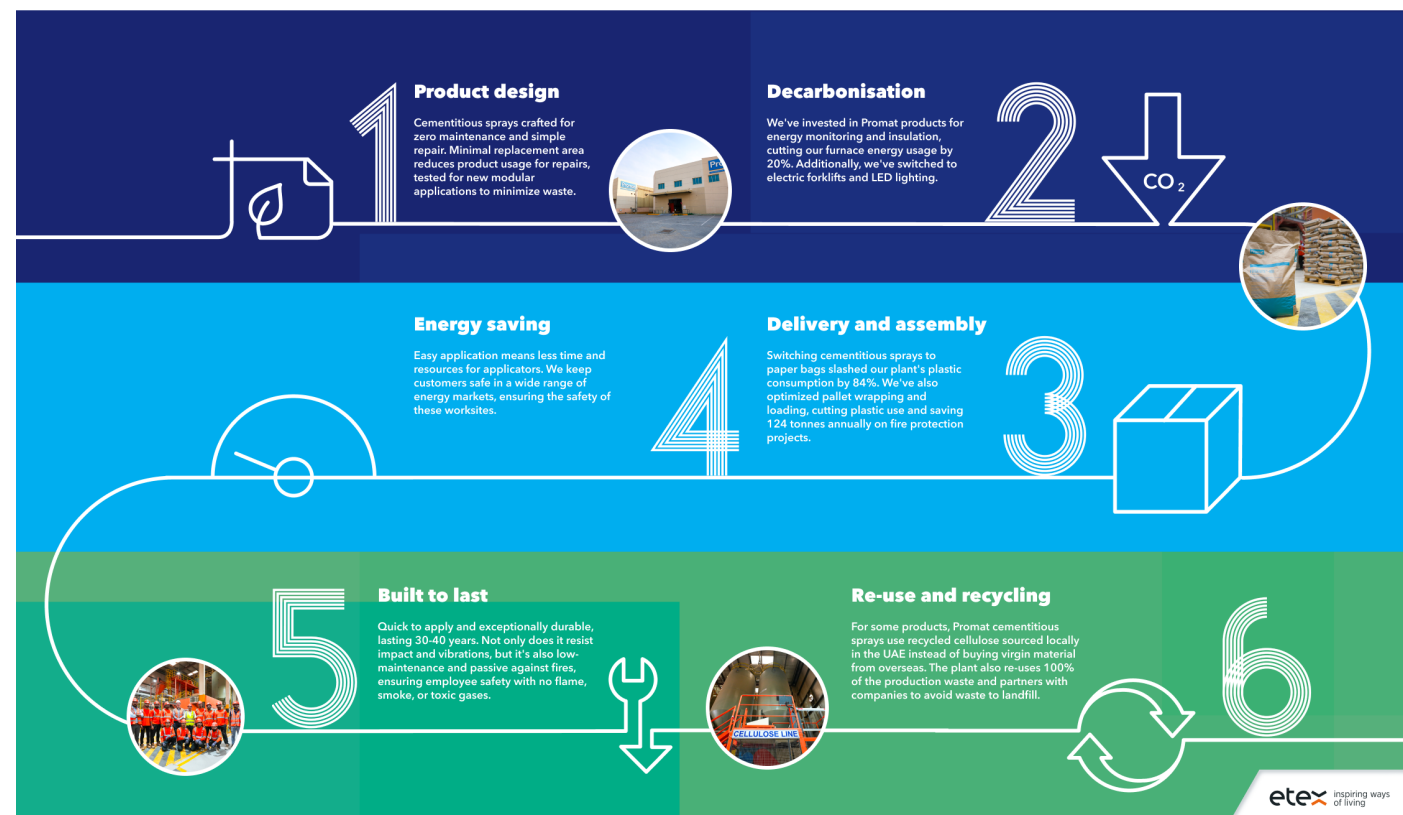 1
Product design
Cementitious sprays crafted for
zero maintenance and simple
repair. Minimal replacement area
reduces product usage for repairs,
tested for new modular
applications to minimize waste.
Pro
Decarbonisation
We've invested in Promat products for
energy monitoring and insulation,
cutting our furnace energy usage by
20%. Additionally, we've switched to
electric forklifts and LED lighting.
2
CO2
Delivery and assembly
Switching cementitious sprays to
paper bags slashed our plant's plastic
consumption by 84%. We've also
optimized pallet wrapping and
loading, cutting plastic use and saving
124 tonnes annually on fire protection
projects.
3
Energy saving
Easy application means less time and
resources for applicators. We keep
customers safe in a wide range of
energy markets, ensuring the safety of
these worksites.
4
5
Built to last
Quick to apply and exceptionally durable,
lasting 30-40 years. Not only does it resist
impact and vibrations, but it's also low-
maintenance and passive against fires,
ensuring employee safety with no flame,
smoke, or toxic gases.
CELLULOSE LINE
Re-use and recycling
For some products, Promat cementitious
sprays use recycled cellulose sourced locally
in the UAE instead of buying virgin material
from overseas. The plant also re-uses 100%
of the production waste and partners with
companies to avoid waste to landfill.
6
etex
inspiring ways
of living